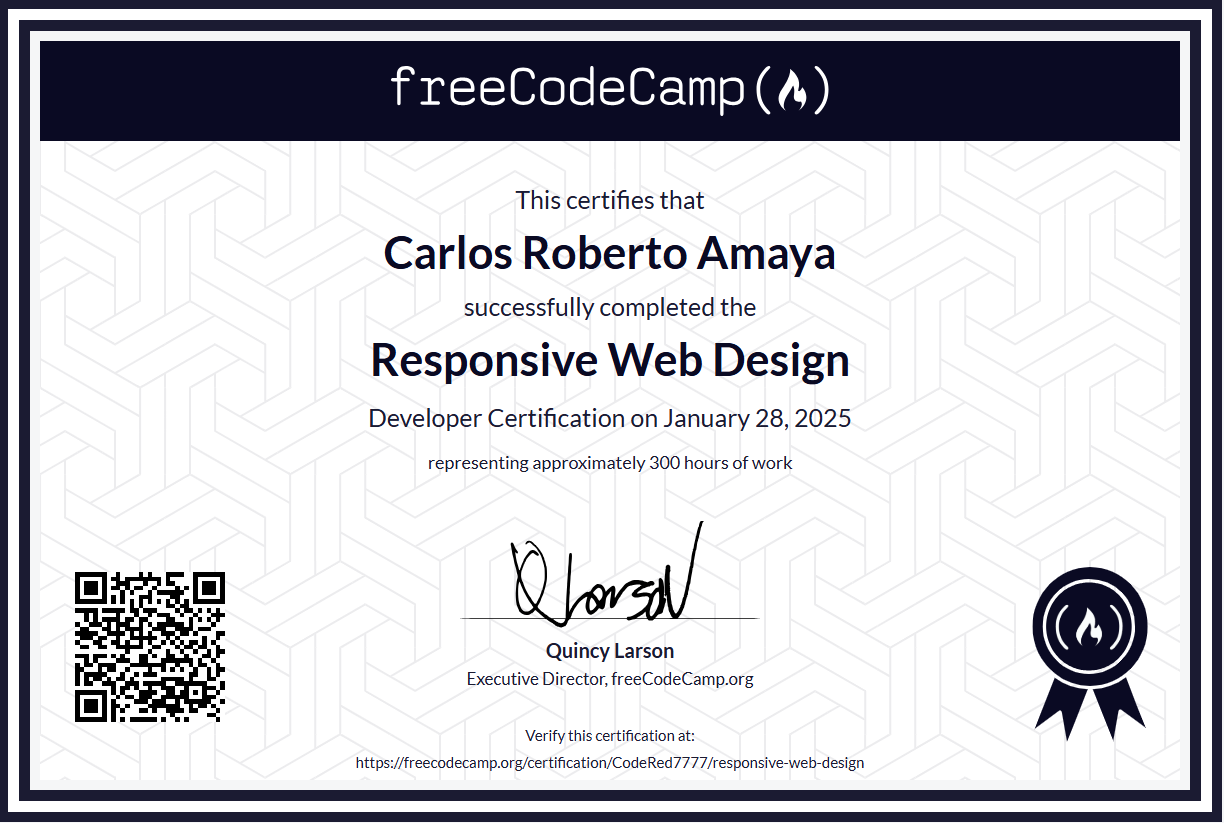 freeCodeCamp
This certifies that
Carlos Roberto Amaya
successfully completed the
Responsive Web Design
Developer Certification on January 28, 2025
representing approximately 300 hours of work
Q Larson
Quincy Larson
Executive Director, freeCodeCamp.org
Verify this certification at:
https://freecodecamp.org/certification/CodeRed7777/responsive-web-design